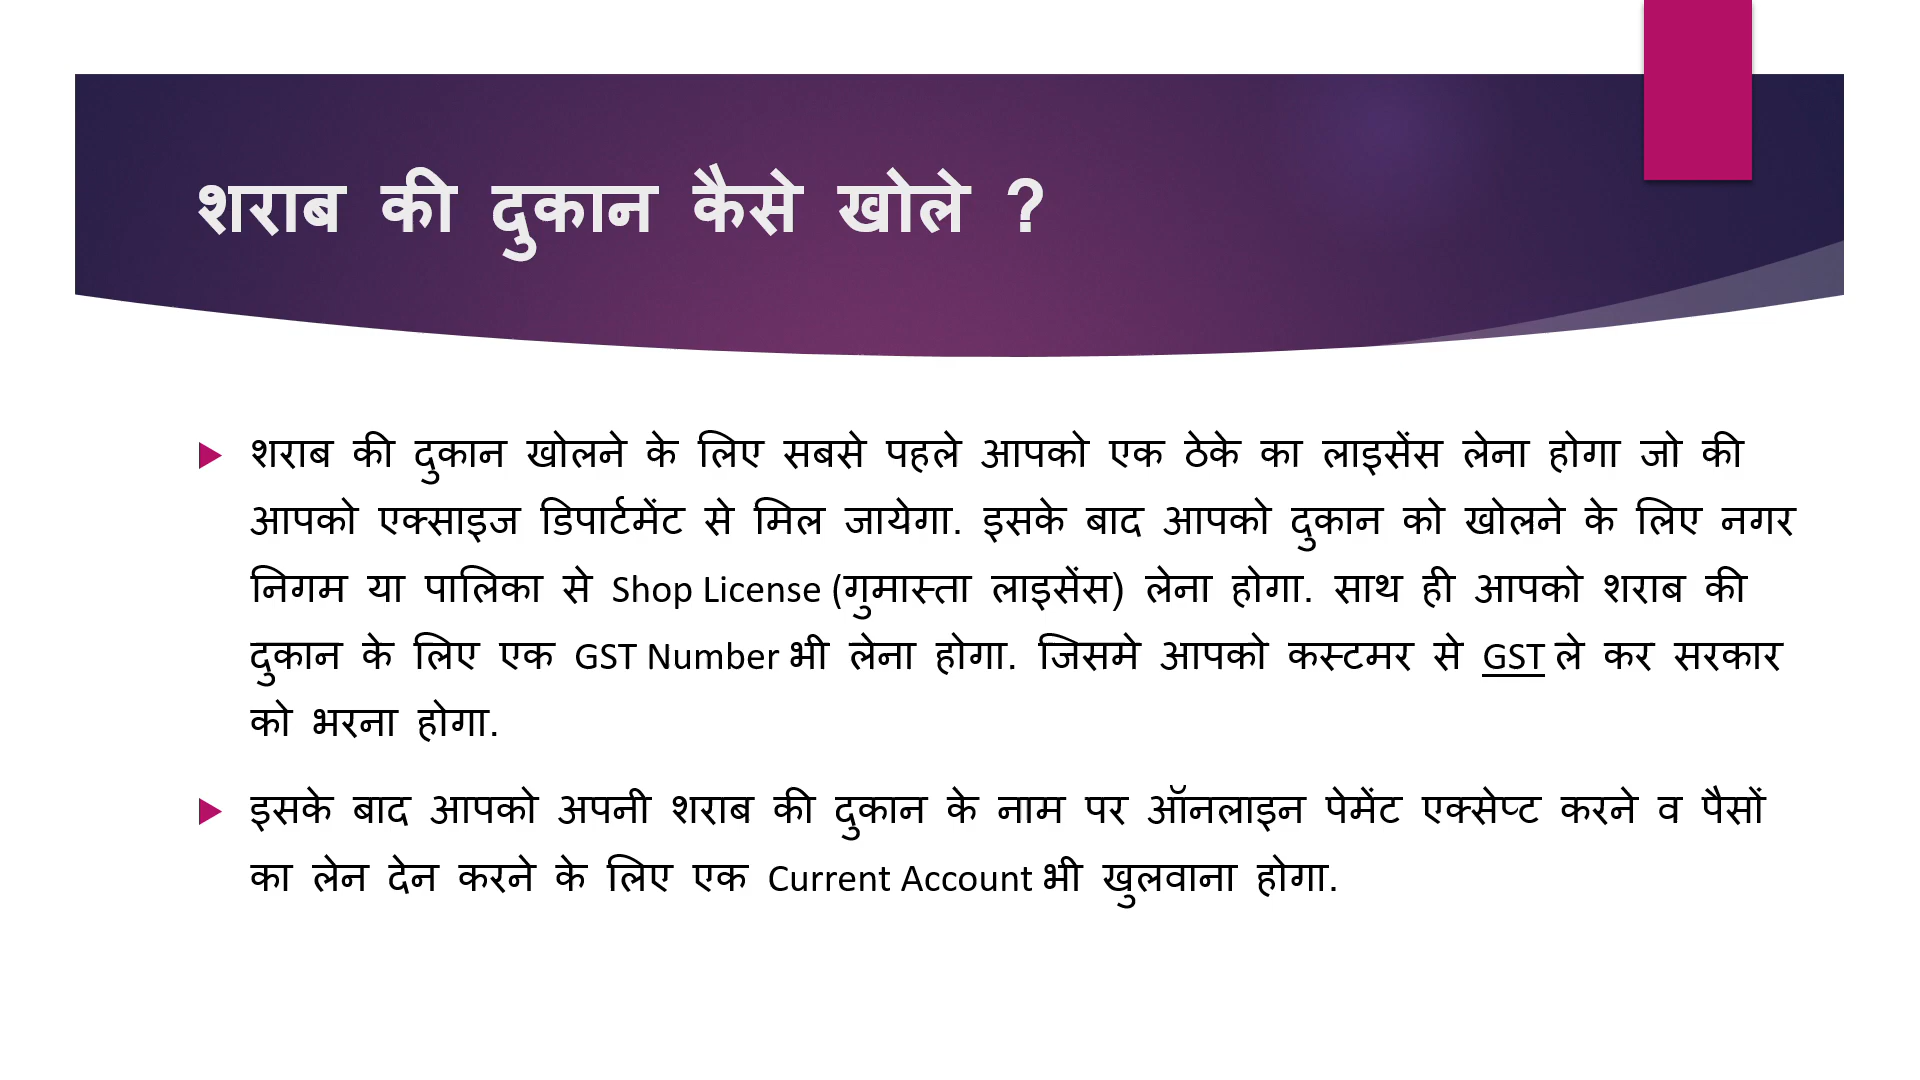 शराब की दुकान कैसे खोले ?
शराब की दुकान खोलने के लिए सबसे पहले आपको एक ठेके का लाइसेंस लेना होगा जो की
आपको एक्साइज डिपार्टमेंट से मिल जायेगा. इसके बाद आपको दुकान को खोलने के लिए नगर
निगम या पालिका से Shop License (गुमास्ता लाइसेंस) लेना होगा. साथ ही आपको शराब की
दुकान के लिए एक GST Number भी लेना होगा. जिसमे आपको कस्टमर से GST ले कर सरकार
को भरना होगा.
इसके बाद आपको अपनी शराब की दुकान के नाम पर ऑनलाइन पेमेंट एक्सेप्ट करने व पैसों
का लेन देन करने के लिए एक Current Account भी खुलवाना होगा.